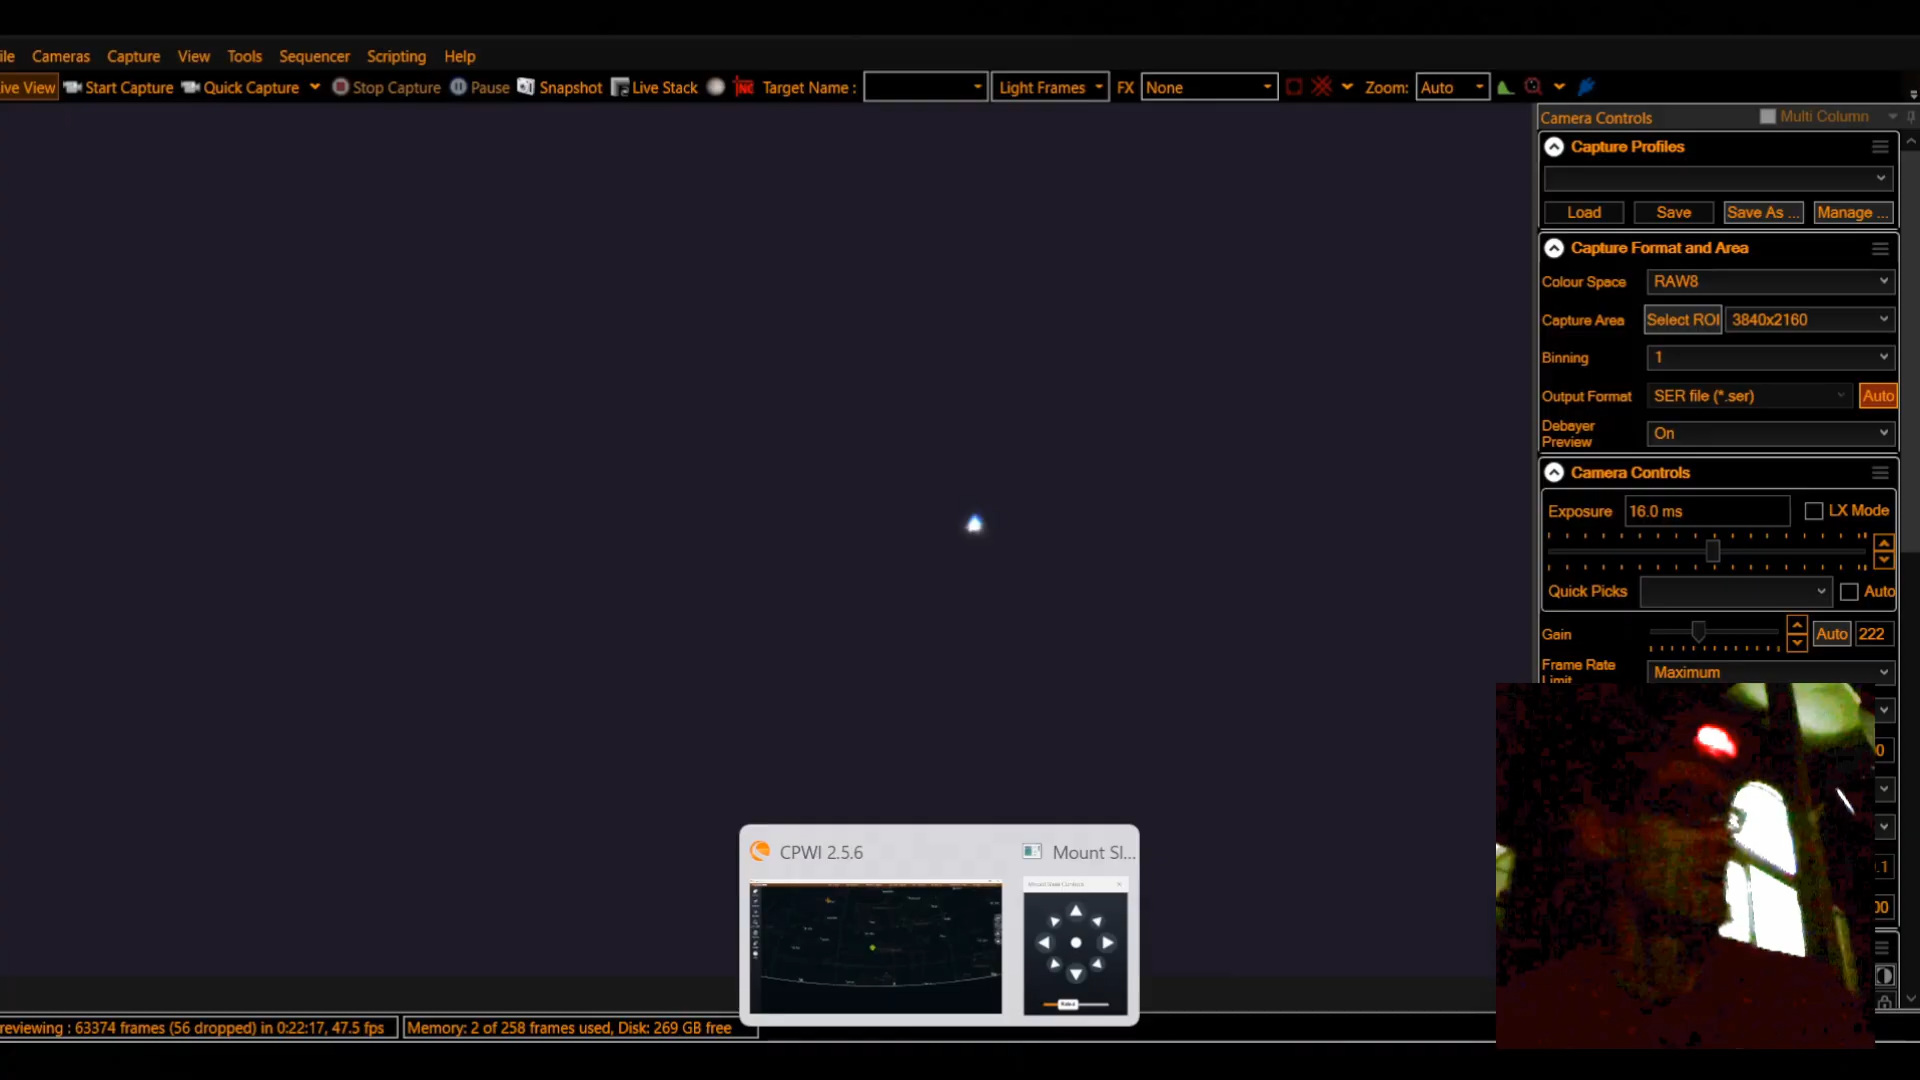 ile Cameras Capture View Tools Sequencer Scripting Help
ive View Start Capture Quick Capture Stop Capture Pause Snapshot Live Stack Target Name : Light Frames FX None Zoom: Auto
Camera Controls Multi Column
Capture Profiles
Load Save Save As ... Manage ...
Capture Format and Area
Colour Space RAW8
Capture Area Select ROI 3840x2160
Binning 1
Output Format SER file (*.ser) Auto
Debayer
Preview On
Camera Controls
Exposure 16.0 ms LX Mode
Quick Picks Auto
Gain Auto 222
Frame Rate
Limit Maximum
0
.1
00
CPWI 2.5.6 Mount Sl...
reviewing : 63374 frames (56 dropped) in 0:22:17, 47.5 fps Memory: 2 of 258 frames used, Disk: 269 GB free